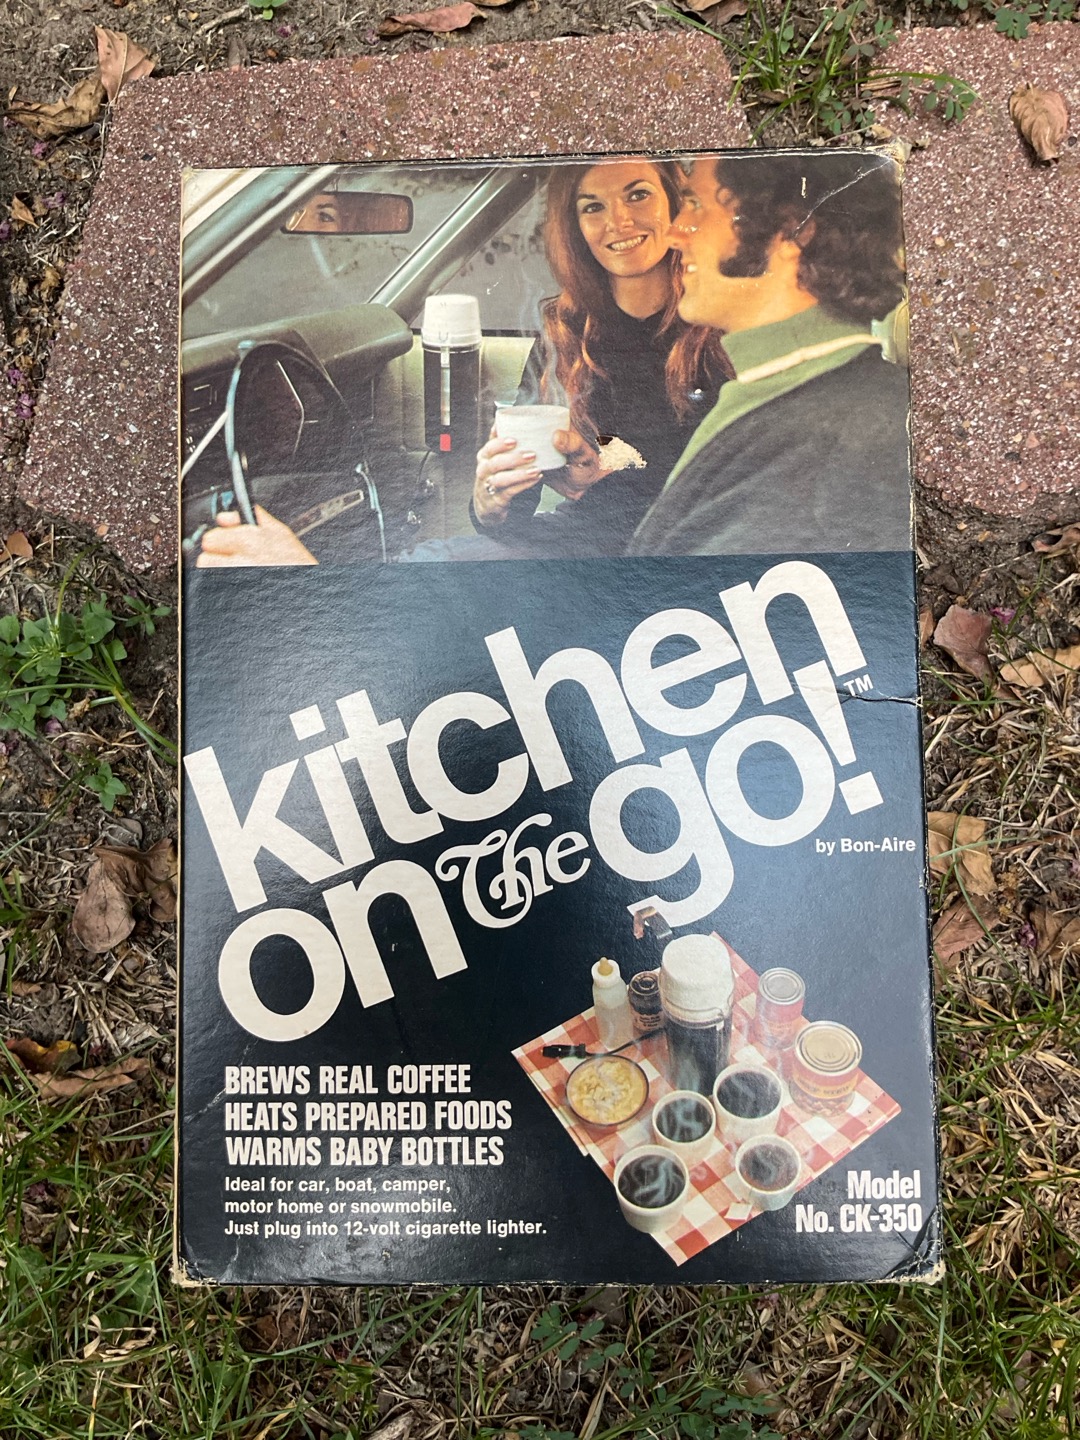 kitchen
on The go!™
by Bon-Aire
BREWS REAL COFFEE
HEATS PREPARED FOODS
WARMS BABY BOTTLES
Ideal for car, boat, camper,
motor home or snowmobile.
Just plug into 12-volt cigarette lighter.
Model
No. CK-350